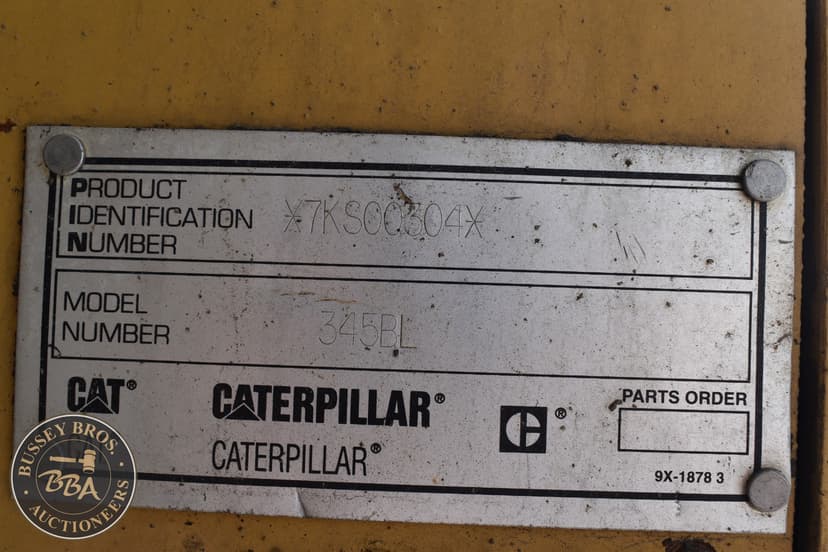 PRODUCT
IDENTIFICATION *7KS00304*
NUMBER
MODEL
NUMBER 345BL
CAT®
CATERPILLAR®
CATERPILLAR®
C®
PARTS ORDER
9X-1878 3
BUSSEY BROS.
BBA
AUCTIONEERS